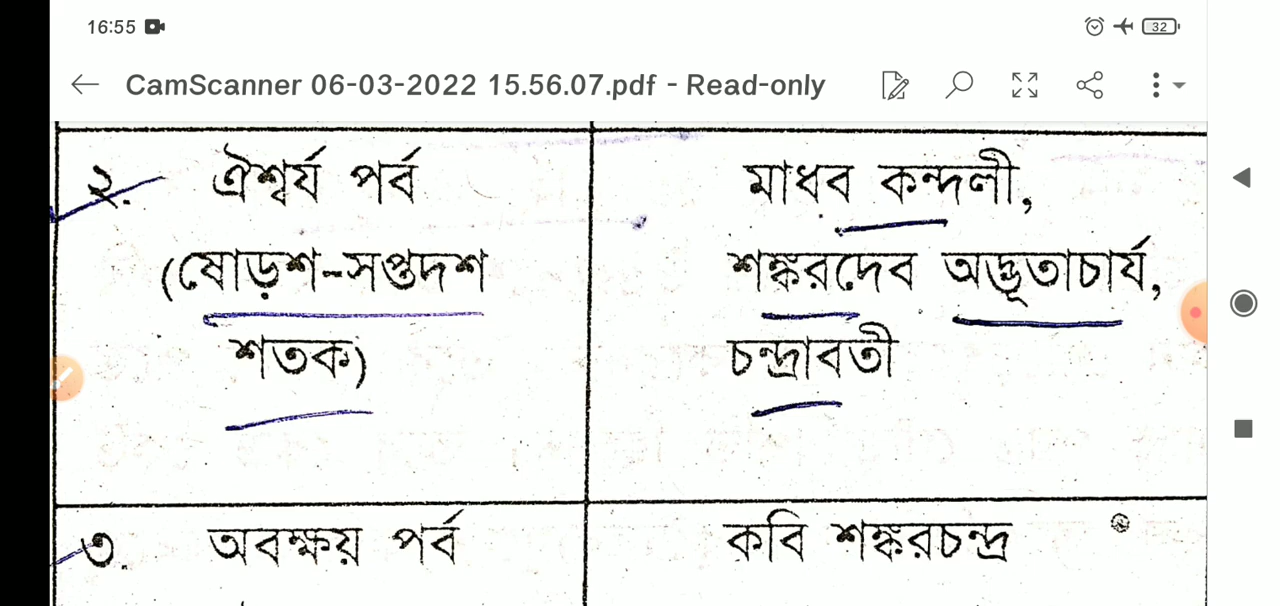 16:55 32
CamScanner 06-03-2022 15.56.07.pdf - Read-only
২. ঐশ্বর্য পর্ব মাধব কন্দলী,
(ষোড়শ-সপ্তদশ শঙ্করদেব অদ্ভূতাচার্য,
শতক) চন্দ্রাবতী
৩. অবক্ষয় পর্ব কবি শঙ্করচন্দ্র